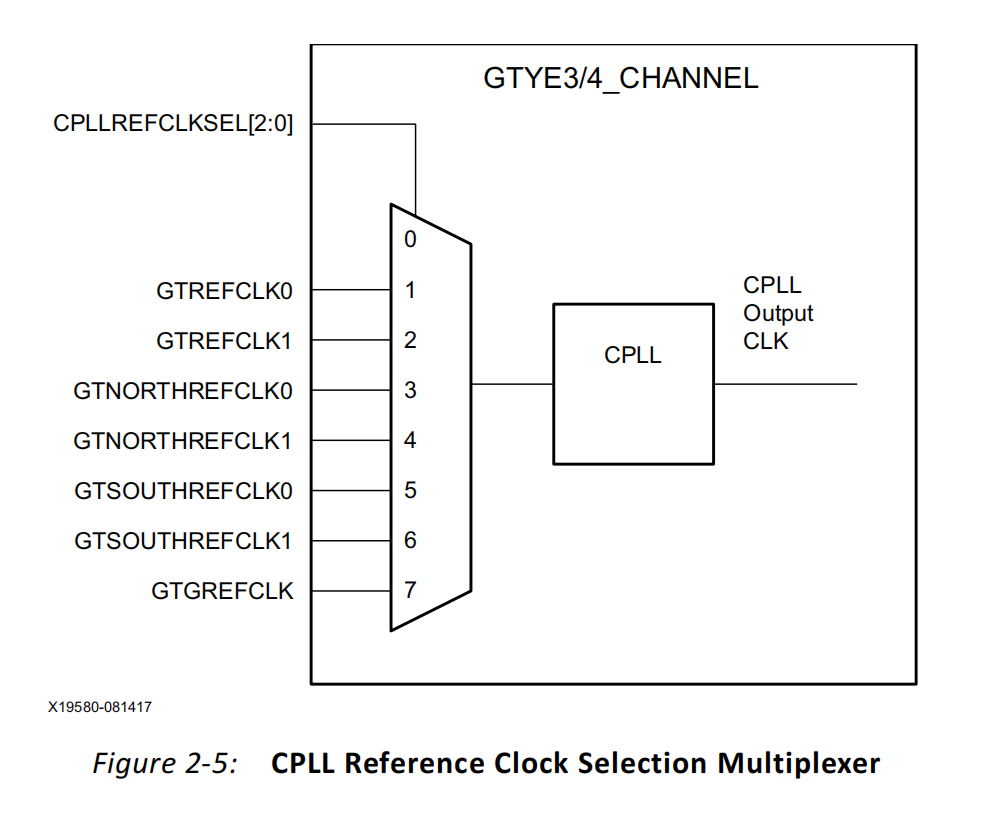 GTYE3/4_CHANNEL
CPLLREFCLKSEL[2:0]
0
GTREFCLK0
1
GTREFCLK1
2
GTNORTHREFCLK0
3
GTNORTHREFCLK1
4
GTSOUTHREFCLK0
5
GTSOUTHREFCLK1
6
GTGREFCLK
7
CPLL
CPLL
Output
CLK
X19580-081417
Figure 2-5: CPLL Reference Clock Selection Multiplexer